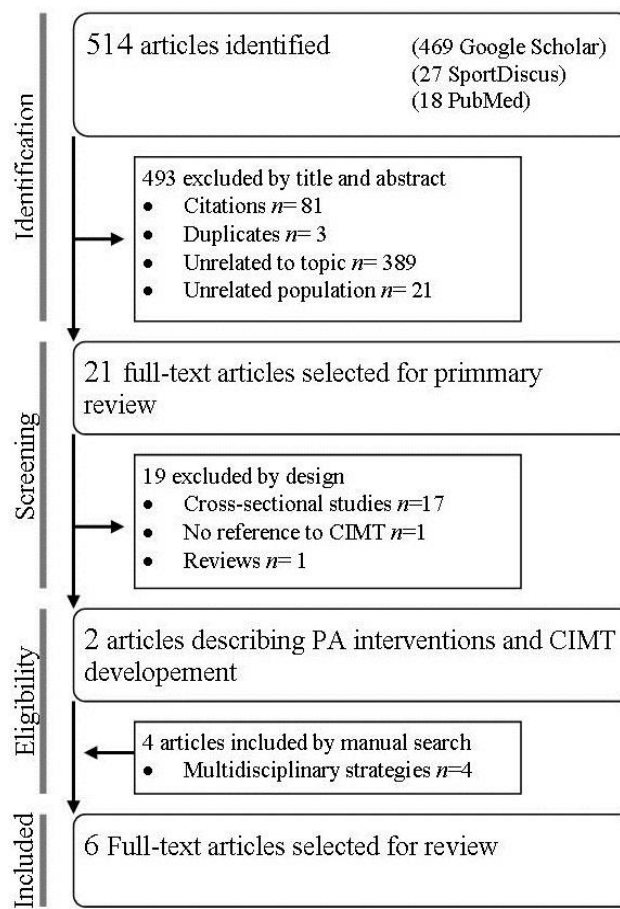 Identification
514 articles identified
(469 Google Scholar)
(27 SportDiscus)
(18 PubMed)
493 excluded by title and abstract
• Citations n= 81
• Duplicates n= 3
• Unrelated to topic n= 389
• Unrelated population n= 21
Screening
21 full-text articles selected for primmary
review
19 excluded by design
• Cross-sectional studies n=17
• No reference to CIMT n=1
• Reviews n= 1
Eligibility
2 articles describing PA interventions and CIMT
developement
4 articles included by manual search
• Multidisciplinary strategies n=4
Included
6 Full-text articles selected for review